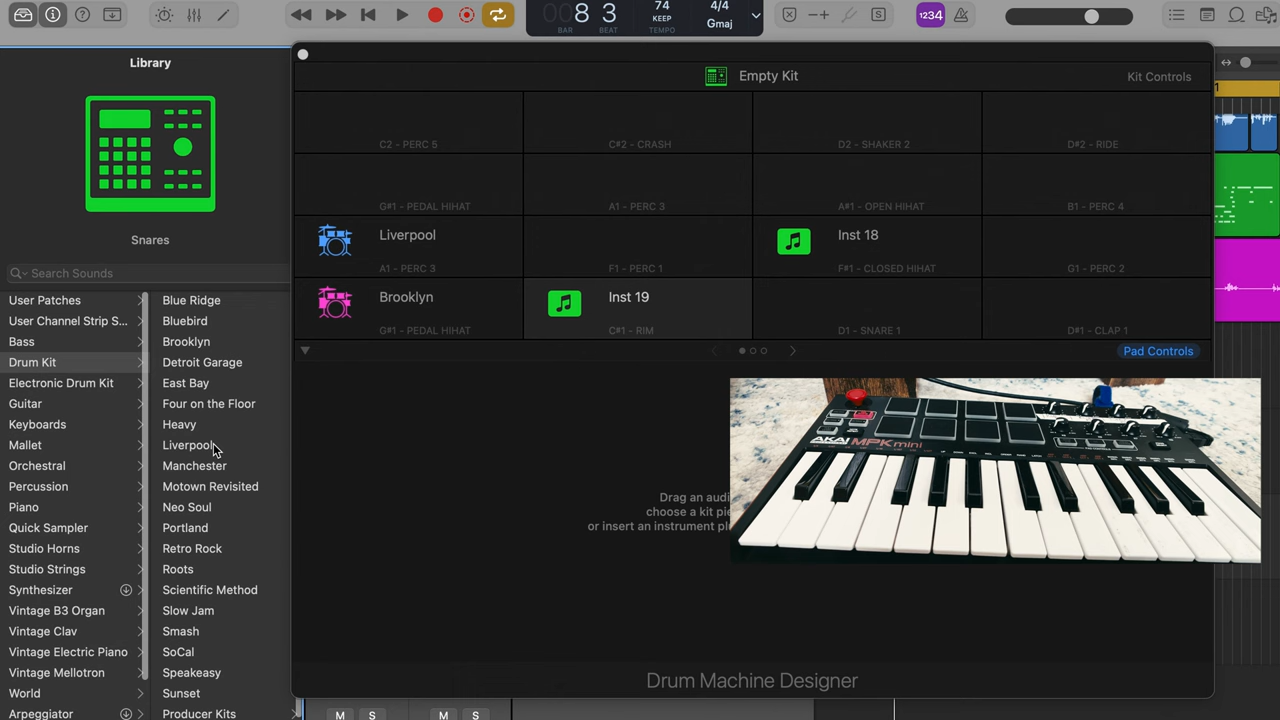 008 3
BAR
BEAT
74
KEEP
TEMPO
4/4
Gmaj
1234
Library
Snares
Search Sounds
User Patches
User Channel Strip S...
Bass
Drum Kit
Electronic Drum Kit
Guitar
Keyboards
Mallet
Orchestral
Percussion
Piano
Quick Sampler
Studio Horns
Studio Strings
Synthesizer
Vintage B3 Organ
Vintage Clav
Vintage Electric Piano
Vintage Mellotron
World
Arpeggiator
Blue Ridge
Bluebird
Brooklyn
Detroit Garage
East Bay
Four on the Floor
Heavy
Liverpool
Manchester
Motown Revisited
Neo Soul
Portland
Retro Rock
Roots
Scientific Method
Slow Jam
Smash
SoCal
Speakeasy
Sunset
Producer Kits
Empty Kit
Kit Controls
C2 - PERC 5
C#2 - CRASH
D2 - SHAKER 2
D#2 - RIDE
G#1 - PEDAL HIHAT
A1 - PERC 3
A#1 - OPEN HIHAT
B1 - PERC 4
Liverpool
A1 - PERC 3
F1 - PERC 1
Inst 18
F#1 - CLOSED HIHAT
G1 - PERC 2
Brooklyn
G#1 - PEDAL HIHAT
Inst 19
C#1 - RIM
D1 - SNARE 1
D#1 - CLAP 1
Pad Controls
Drag an audi
choose a kit pie
or insert an instrument pl
AKAI MPK mini
Drum Machine Designer
M S
M S
1